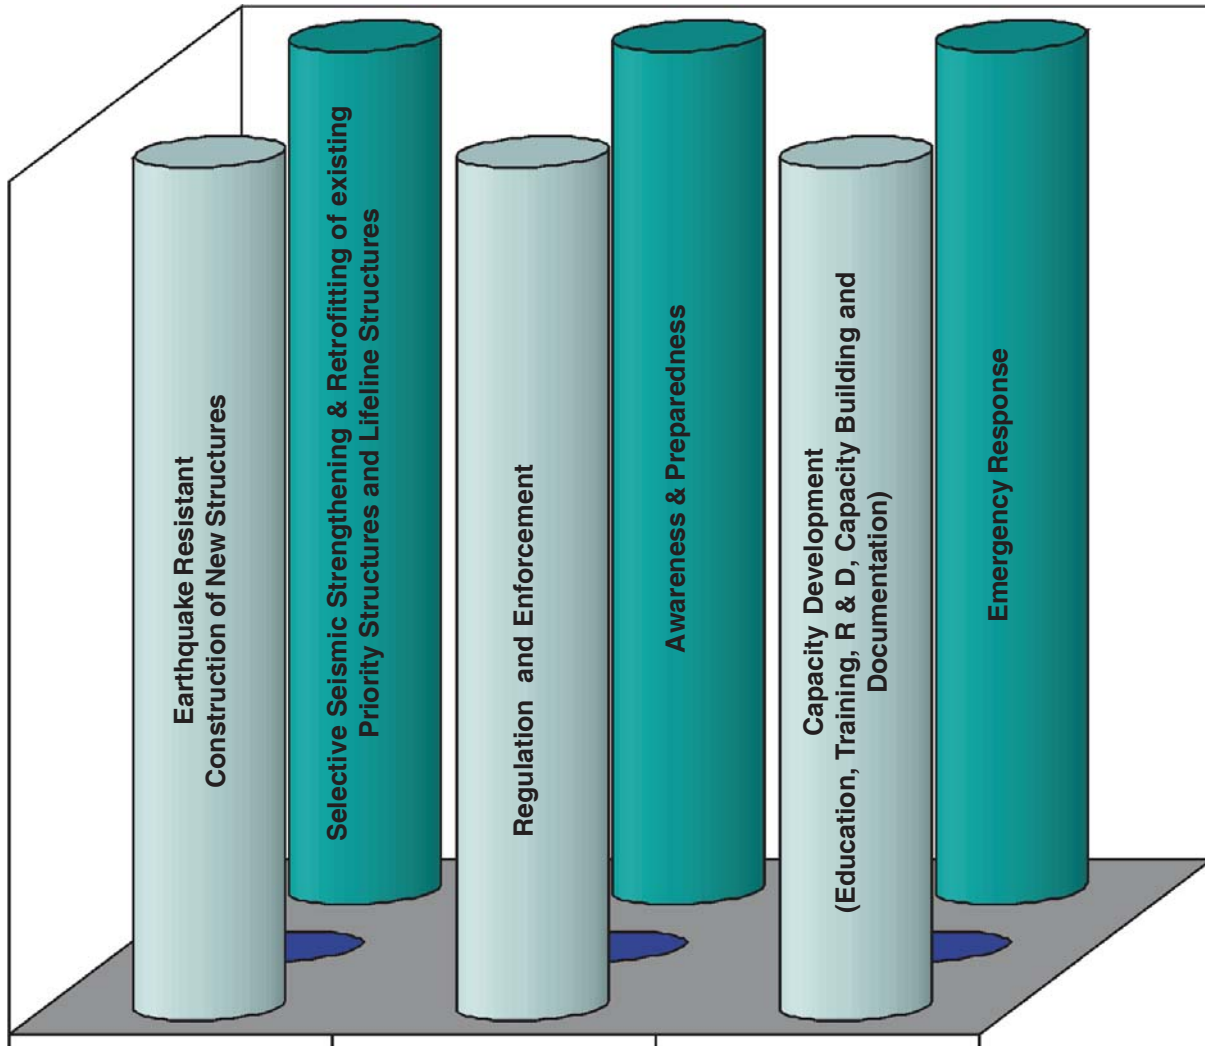 Earthquake Resistant
Construction of New Structures
Selective Seismic Strengthening & Retrofitting of existing
Priority Structures and Lifeline Structures
Regulation and Enforcement
Awareness & Preparedness
Capacity Development
(Education, Training, R & D, Capacity Building and
Documentation)
Emergency Response